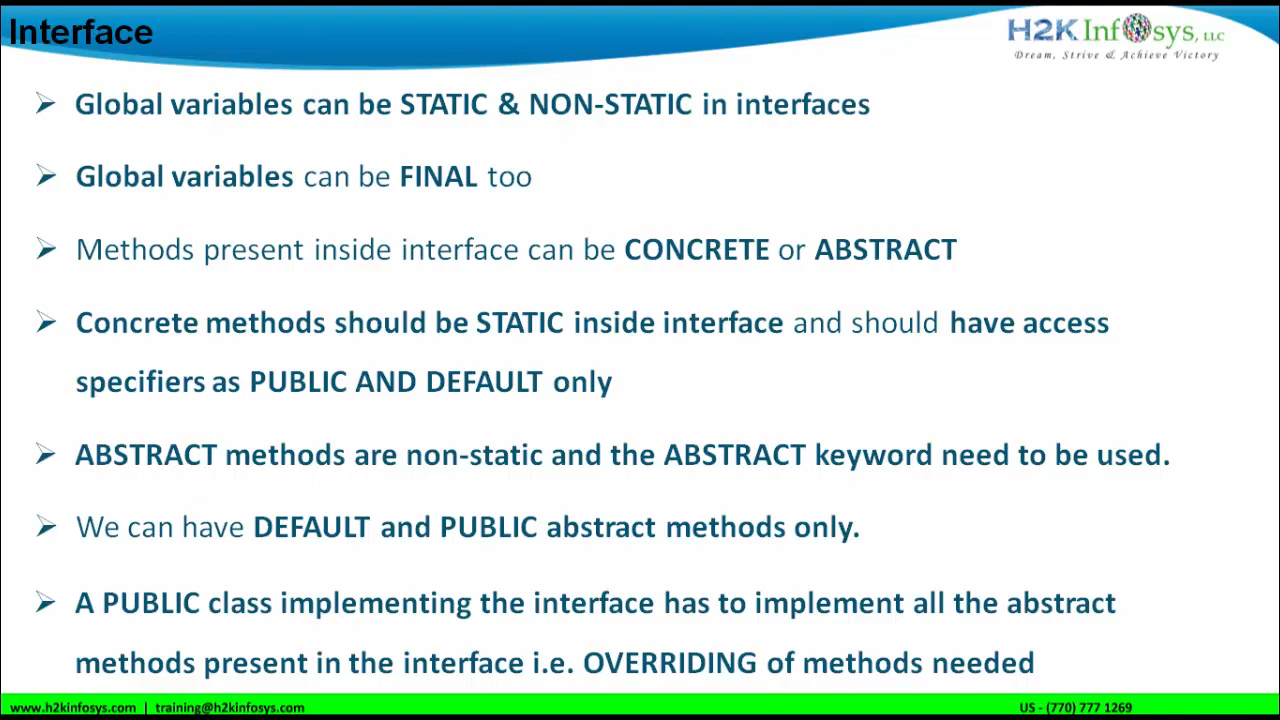 Interface
H2K Infosys, LLC
Dream, Strive & Achieve Victory
➢ Global variables can be STATIC & NON-STATIC in interfaces
➢ Global variables can be FINAL too
➢ Methods present inside interface can be CONCRETE or ABSTRACT
➢ Concrete methods should be STATIC inside interface and should have access
specifiers as PUBLIC AND DEFAULT only
➢ ABSTRACT methods are non-static and the ABSTRACT keyword need to be used.
➢ We can have DEFAULT and PUBLIC abstract methods only.
➢ A PUBLIC class implementing the interface has to implement all the abstract
methods present in the interface i.e. OVERRIDING of methods needed
www.h2kinfosys.com | training@h2kinfosys.com US - (770) 777 1269